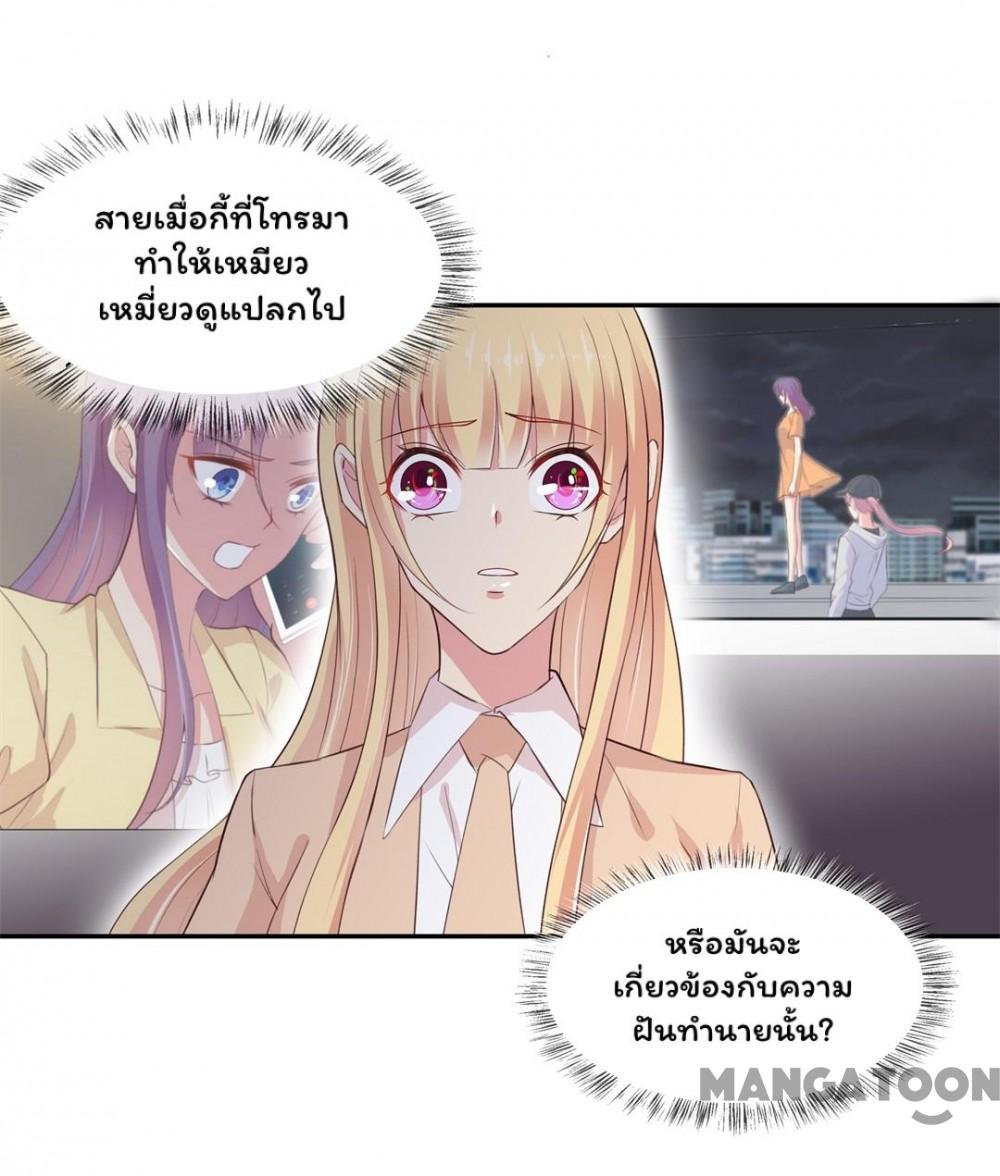 สายเมื่อกี้ที่โทรมา
ทำให้เหมียว
เหมี่ยวดูแปลกไป
หรือมันจะ
เกี่ยวข้องกับความ
ฝันทำนายนั้น?
MANGATOON